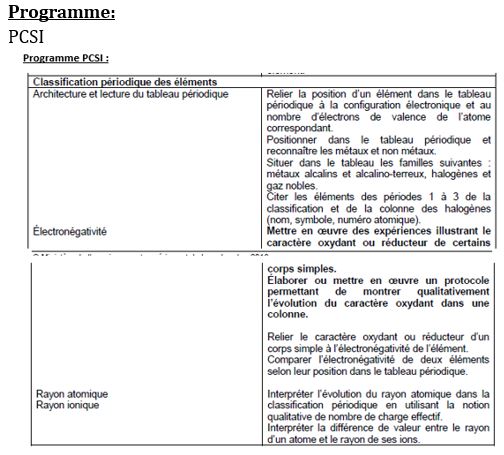 Programme:
PCSI
Programme PCSI :
Classification périodique des éléments
Architecture et lecture du tableau périodique
Relier la position d'un élément dans le tableau
périodique à la configuration électronique et au
nombre d'électrons de valence de l'atome
correspondant.
Positionner dans le tableau périodique et
reconnaître les métaux et non métaux.
Situer dans le tableau les familles suivantes :
métaux alcalins et alcalino-terreux, halogènes et
gaz nobles.
Citer les éléments des périodes 1 à 3 de la
classification et de la colonne des halogènes
(nom, symbole, numéro atomique).
Électronégativité
Mettre en œuvre des expériences illustrant le
caractère oxydant ou réducteur de certains
corps simples.
Élaborer ou mettre en œuvre un protocole
permettant de montrer qualitativement
l'évolution du caractère oxydant dans une
colonne.
Relier le caractère oxydant ou réducteur d'un
corps simple à l'électronégativité de l'élément.
Comparer l'électronégativité de deux éléments
selon leur position dans le tableau périodique.
Rayon atomique
Rayon ionique
Interpréter l'évolution du rayon atomique dans la
classification périodique en utilisant la notion
qualitative de nombre de charge effectif.
Interpréter la différence de valeur entre le rayon
d'un atome et le rayon de ses ions.